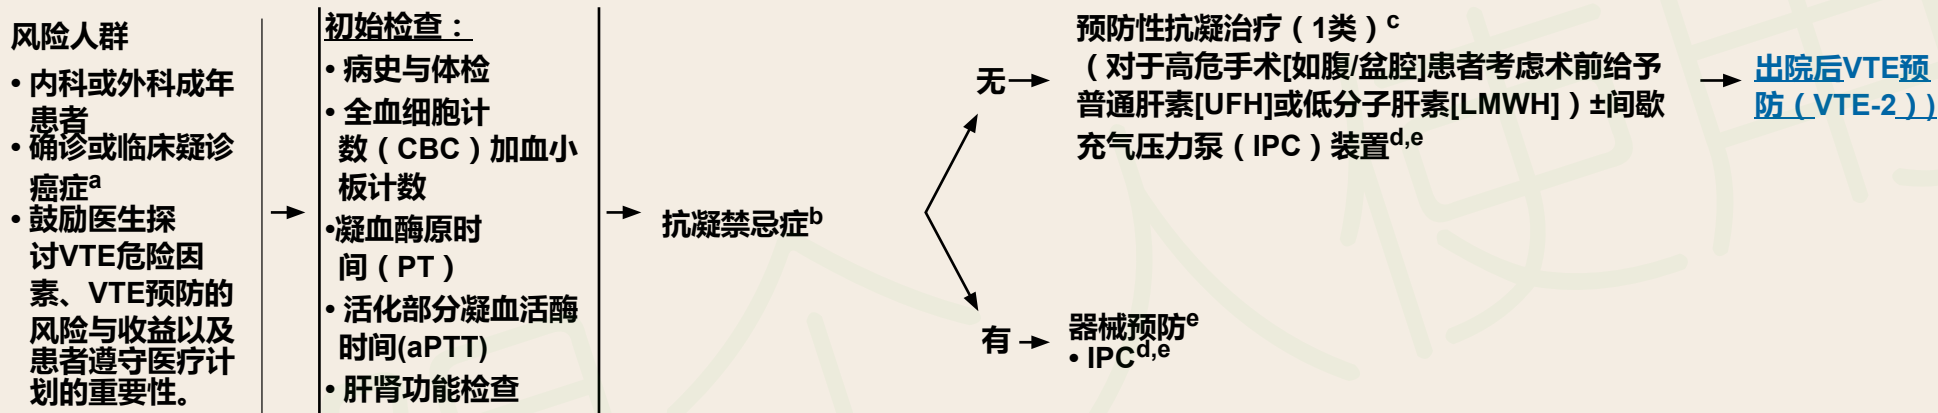 风险人群
• 内科或外科成年
患者
• 确诊或临床疑诊
癌症a
• 鼓励医生探
讨VTE危险因
素、VTE预防的
风险与收益以及
患者遵守医疗计
划的重要性。
初始检查：
• 病史与体检
• 全血细胞计
数（CBC）加血小
板计数
•凝血酶原时
间（PT）
• 活化部分凝血活酶
时间(aPTT)
• 肝肾功能检查
抗凝禁忌症b
无
预防性抗凝治疗（1类）c
（对于高危手术[如腹/盆腔]患者考虑术前给予
普通肝素[UFH]或低分子肝素[LMWH]）±间歇
充气压力泵（IPC）装置d,e
出院后VTE预
防（VTE-2）)
有
器械预防e
• IPCd,e
个人使用